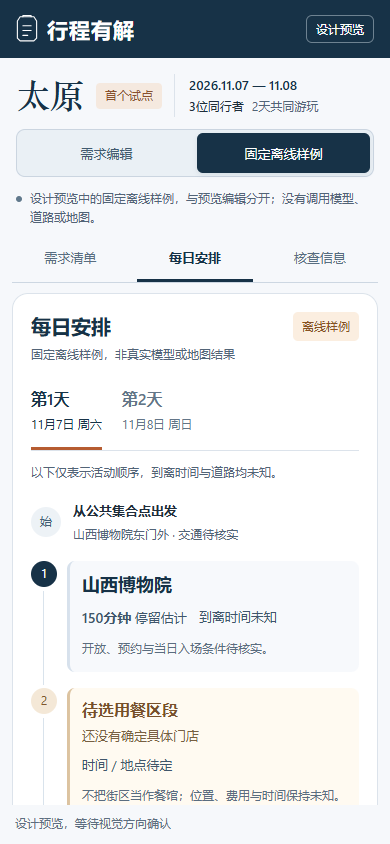 行程有解
设计预览
太原
首个试点
2026.11.07 — 11.08
3位同行者 2天共同游玩
需求编辑
固定离线样例
设计预览中的固定离线样例，与预览编辑分开；没有调用模型、
道路或地图。
需求清单
每日安排
核查信息
每日安排
离线样例
固定离线样例，非真实模型或地图结果
第1天
11月7日 周六
第2天
11月8日 周日
以下仅表示活动顺序，到离时间与道路均未知。
始
从公共集合点出发
山西博物院东门外 · 交通待核实
1
山西博物院
150分钟 停留估计 到离时间未知
开放、预约与当日入场条件待核实。
2
待选用餐区段
还没有确定具体门店
时间 / 地点待定
不把街区当作餐馆；位置、费用与时间保持未知。
设计预览，等待视觉方向确认